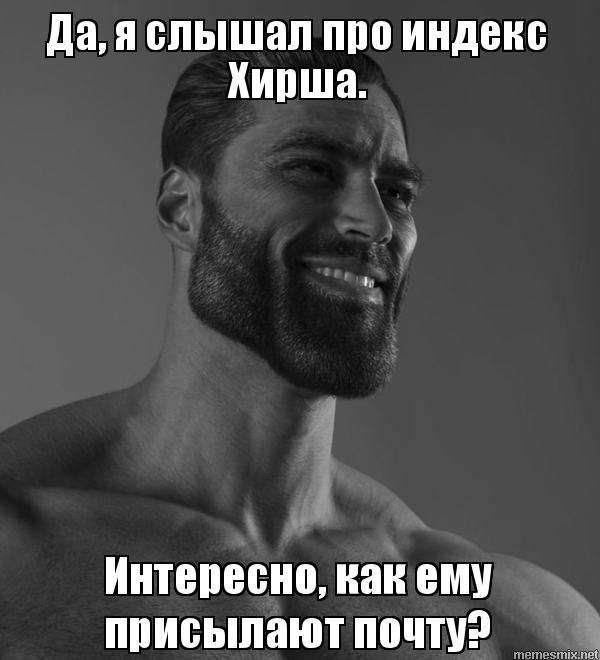 Да, я слышал про индекс
Хирша.
Интересно, как ему
присылают почту?
memesmix.net